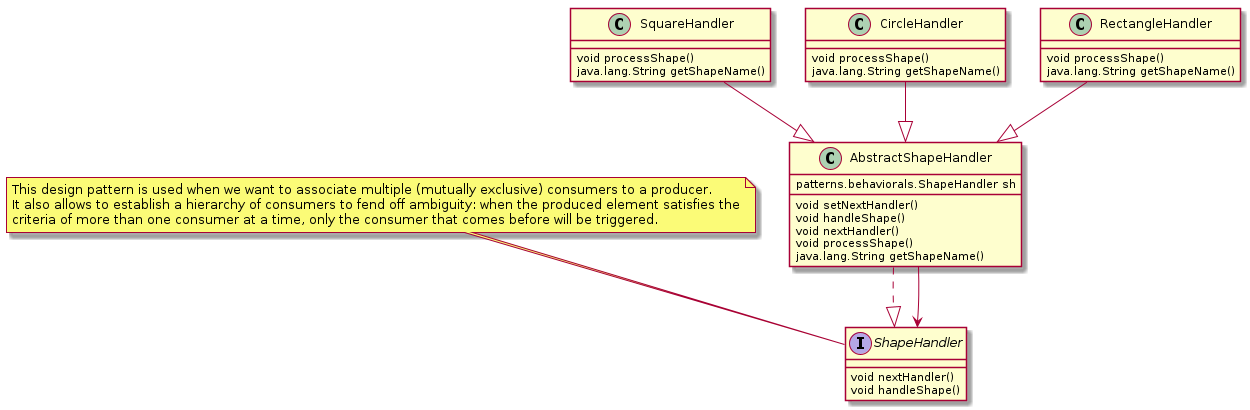 C SquareHandler
void processShape()
java.lang.String getShapeName()
C CircleHandler
void processShape()
java.lang.String getShapeName()
C RectangleHandler
void processShape()
java.lang.String getShapeName()
C AbstractShapeHandler
patterns.behaviorals.ShapeHandler sh
void setNextHandler()
void handleShape()
void nextHandler()
void processShape()
java.lang.String getShapeName()
This design pattern is used when we want to associate multiple (mutually exclusive) consumers to a producer.
It also allows to establish a hierarchy of consumers to fend off ambiguity: when the produced element satisfies the
criteria of more than one consumer at a time, only the consumer that comes before will be triggered.
I ShapeHandler
void nextHandler()
void handleShape()